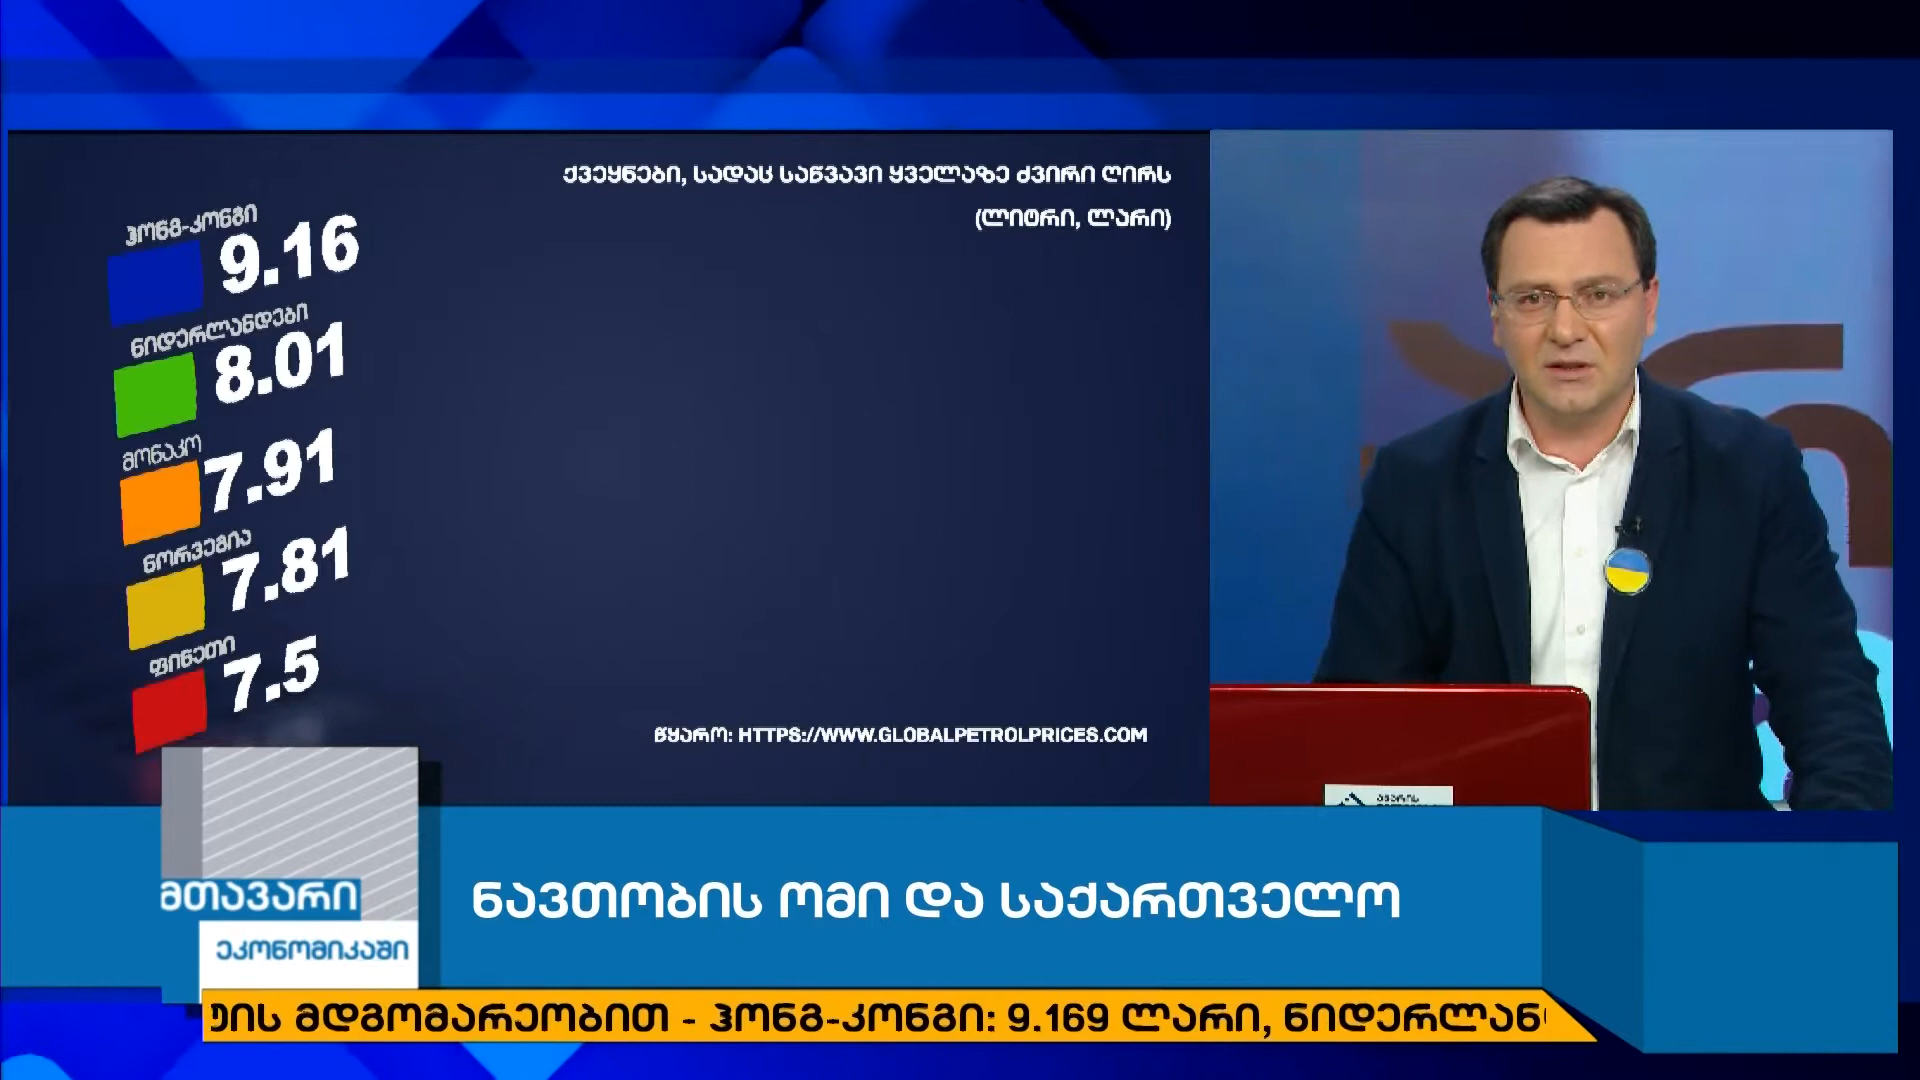 ქვეყნები, სადაც საწვავი ყველაზე ძვირი ღირს
(ლიტრი, ლარი)
ჰონგ-კონგი
9.16
ნიდერლანდები
8.01
მონაკო
7.91
ნორვეგია
7.81
ფინეთი
7.5
წყარო: HTTPS://WWW.GLOBALPETROLPRICES.COM
აჭარის
მთავარი
ეკონომიკაში
ნავთობის ომი და საქართველო
ᲘᲡ მდგომარეობით - ჰონგ-კონგი: 9.169 ლარი, ნიდერლან